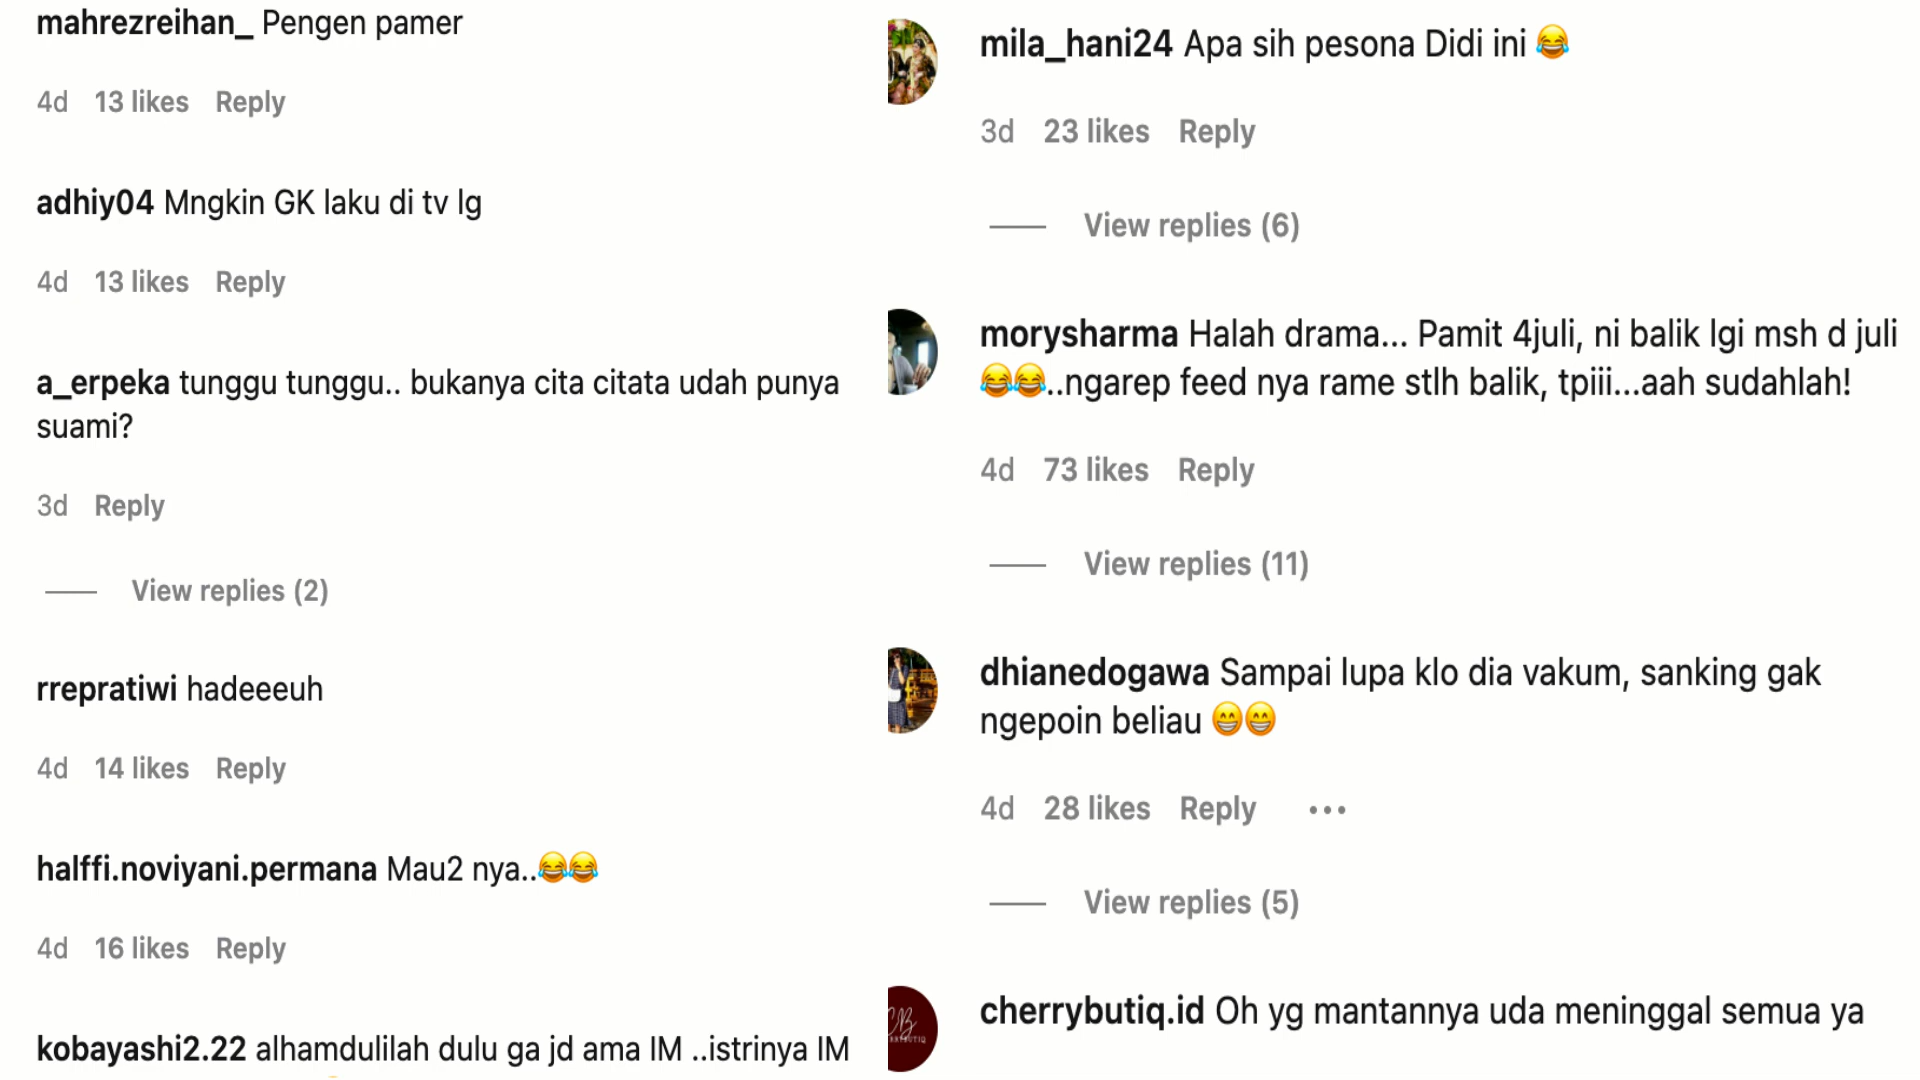 mahrezreihan_ Pengen pamer
4d 13 likes Reply
adhiy04 Mngkin GK laku di tv lg
4d 13 likes Reply
a_erpeka tunggu tunggu.. bukanya cita citata udah punya
suami?
3d Reply
View replies (2)
rrepratiwi hadeeeuh
4d 14 likes Reply
halffi.noviyani.permana Mau2 nya..😂😂
4d 16 likes Reply
kobayashi2.22 alhamdulilah dulu ga jd ama IM ..istrinya IM
mila_hani24 Apa sih pesona Didi ini 😂
3d 23 likes Reply
View replies (6)
morysharma Halah drama... Pamit 4juli, ni balik lgi msh d juli
😂😂..ngarep feed nya rame stlh balik, tpiii...aah sudahlah!
4d 73 likes Reply
View replies (11)
dhianedogawa Sampai lupa klo dia vakum, sanking gak
ngepoin beliau 😁😁
4d 28 likes Reply •••
View replies (5)
cherrybutiq.id Oh yg mantannya uda meninggal semua ya